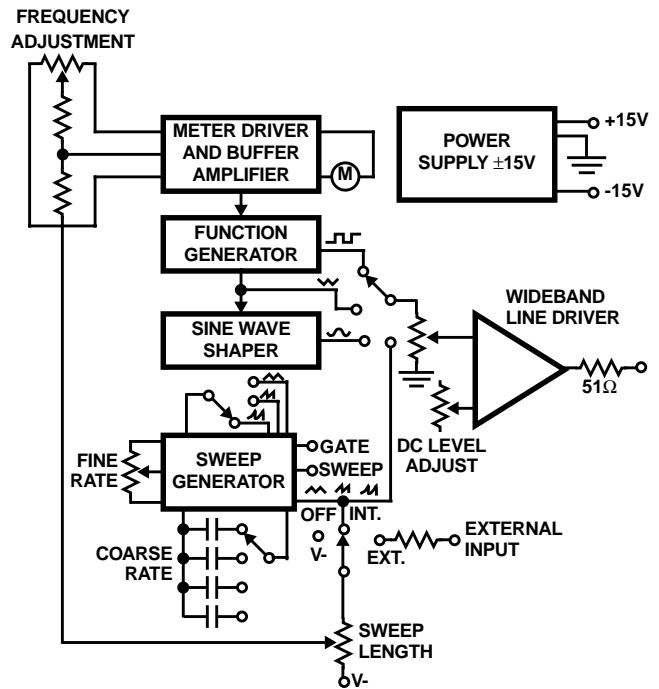 FREQUENCY
ADJUSTMENT
METER DRIVER
AND BUFFER
AMPLIFIER
M
POWER
SUPPLY ±15V
+15V
-15V
FUNCTION
GENERATOR
SINE WAVE
SHAPER
WIDEBAND
LINE DRIVER
51Ω
DC LEVEL
ADJUST
FINE
RATE
SWEEP
GENERATOR
GATE
SWEEP
OFF
INT.
V-
EXT.
EXTERNAL
INPUT
COARSE
RATE
SWEEP
LENGTH
V-